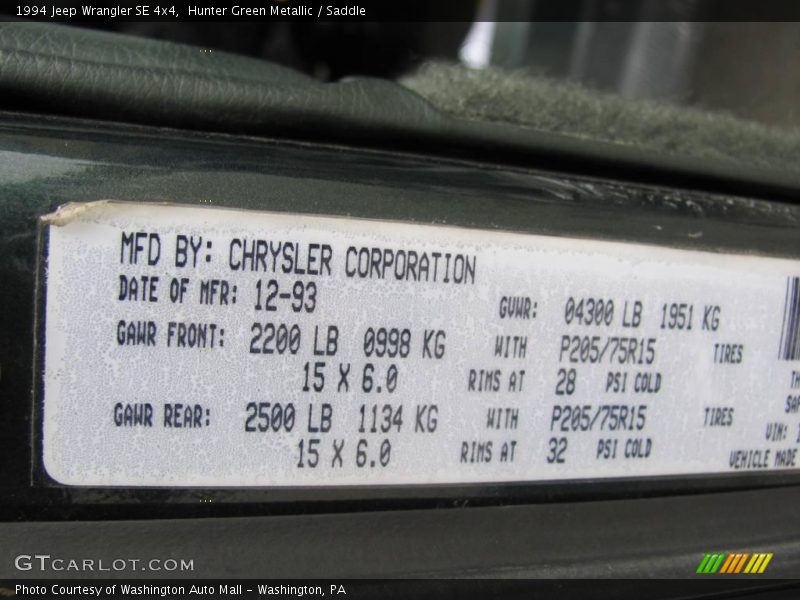 1994 Jeep Wrangler SE 4x4,  Hunter Green Metallic / Saddle
MFD BY: CHRYSLER CORPORATION
DATE OF MFR: 12-93 GVWR: 04300 LB 1951 KG
GAWR FRONT: 2200 LB 0998 KG WITH P205/75R15 TIRES
15 X 6.0 RIMS AT 28 PSI COLD
GAWR REAR: 2500 LB 1134 KG WITH P205/75R15 TIRES
15 X 6.0 RIMS AT 32 PSI COLD
VIN:
VEHICLE MADE
GTCARLOT.COM
Photo Courtesy of Washington Auto Mall – Washington, PA